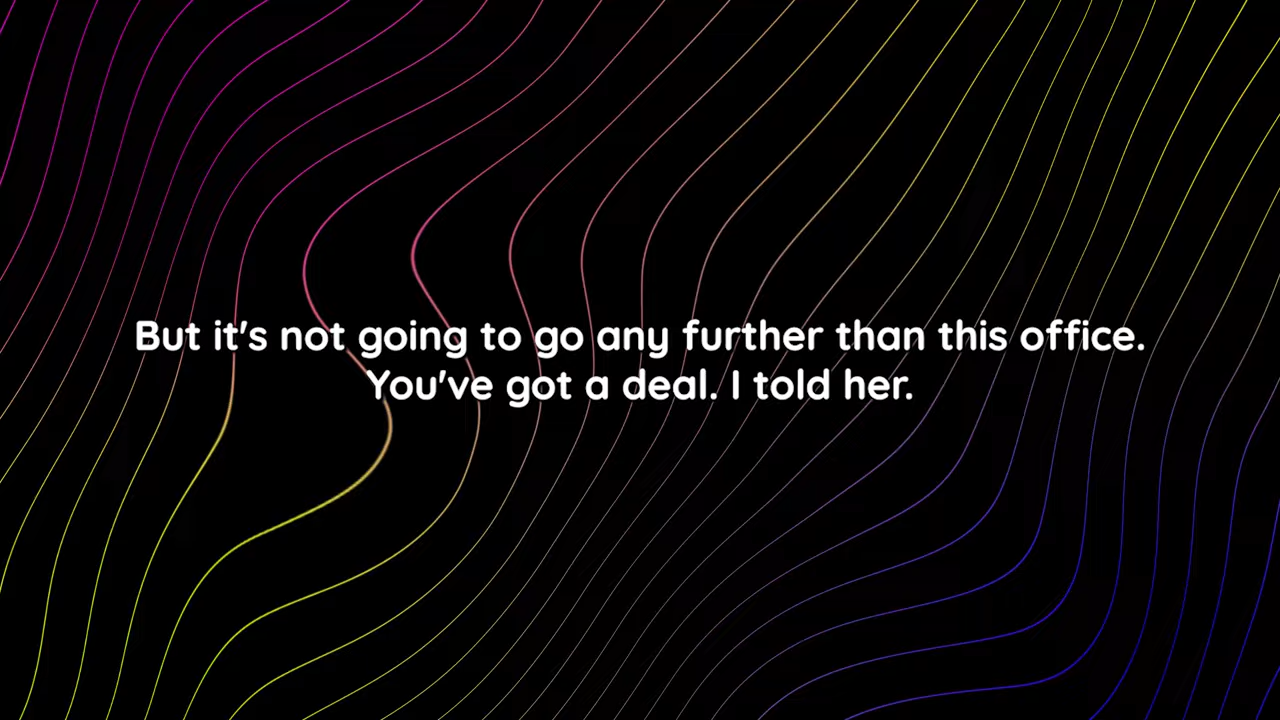 But it's not going to go any further than this office.
You've got a deal. I told her.